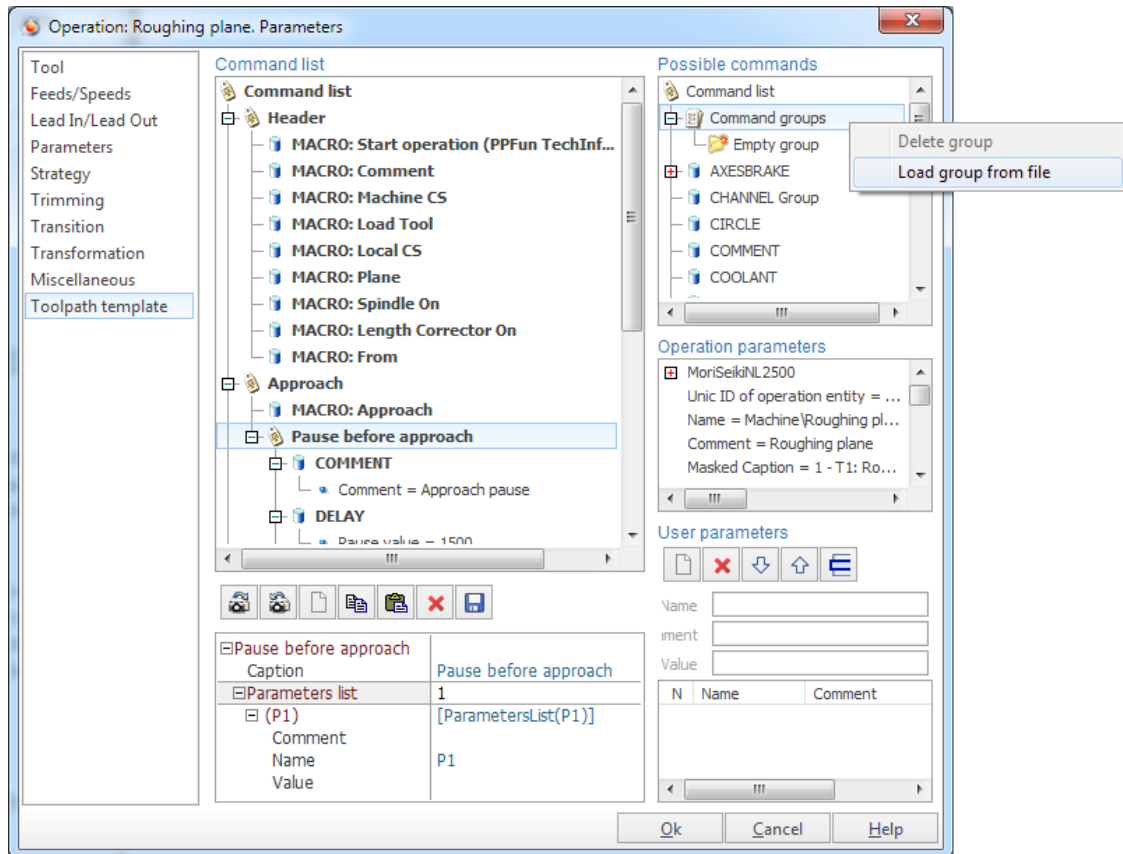 Operation: Roughing plane. Parameters
Tool
Feeds/Speeds
Lead In/Lead Out
Parameters
Strategy
Trimming
Transition
Transformation
Miscellaneous
Toolpath template
Command list
Command list
Header
MACRO: Start operation (PPFun TechInf...
MACRO: Comment
MACRO: Machine CS
MACRO: Load Tool
MACRO: Local CS
MACRO: Plane
MACRO: Spindle On
MACRO: Length Corrector On
MACRO: From
Approach
MACRO: Approach
Pause before approach
COMMENT
Comment = Approach pause
DELAY
Pause value = 1500
Pause before approach
Caption Pause before approach
Parameters list 1
(P1) [ParametersList(P1)]
Comment
Name P1
Value
Possible commands
Command list
Command groups
Empty group
AXESBRAKE
CHANNEL Group
CIRCLE
COMMENT
COOLANT
Delete group
Load group from file
Operation parameters
MoriSeikiNL2500
Unic ID of operation entity = ...
Name = Machine\Roughing pl...
Comment = Roughing plane
Masked Caption = 1 - T1: Ro...
User parameters
Name
ment
Value
N Name Comment
Ok Cancel Help